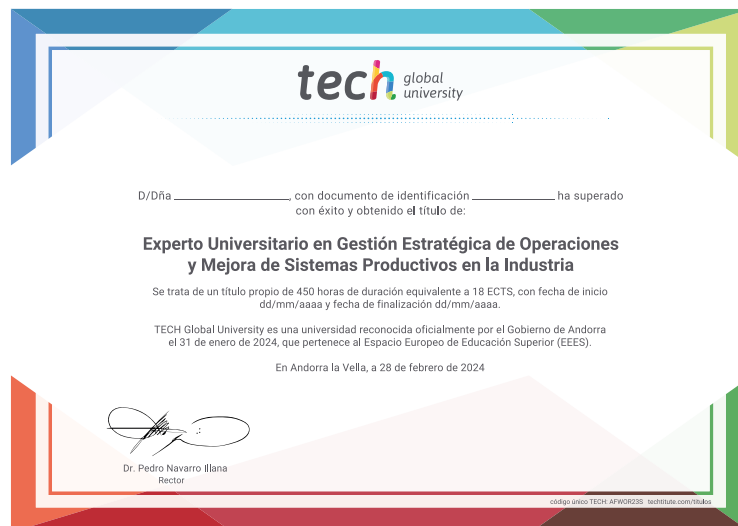 tech global university
D/Dña ______________, con documento de identificación __________ ha superado
con éxito y obtenido el título de:
Experto Universitario en Gestión Estratégica de Operaciones
y Mejora de Sistemas Productivos en la Industria
Se trata de un título propio de 450 horas de duración equivalente a 18 ECTS, con fecha de inicio
dd/mm/aaaa y fecha de finalización dd/mm/aaaa.
TECH Global University es una universidad reconocida oficialmente por el Gobierno de Andorra
el 31 de enero de 2024, que pertenece al Espacio Europeo de Educación Superior (EEES).
En Andorra la Vella, a 28 de febrero de 2024
Dr. Pedro Navarro Illana
Rector
código único TECH: AFWOR23S techtitute.com/titulos